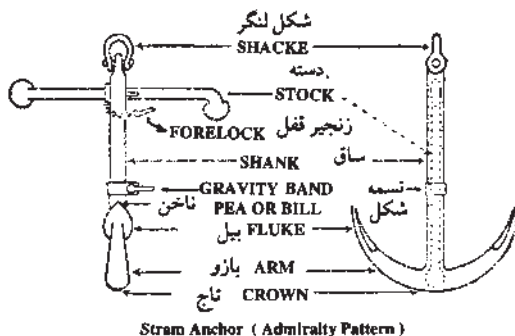 شکل لنگر
SHACKE
دسته
STOCK
FORELOCK زنجیر قفل
SHANK ساق
GRAVITY BAND تسمه
ناخن PEA OR BILL شکل
بیل FLUKE
بازو ARM
تاج CROWN
Stram Anchor ( Admiralty Pattern )